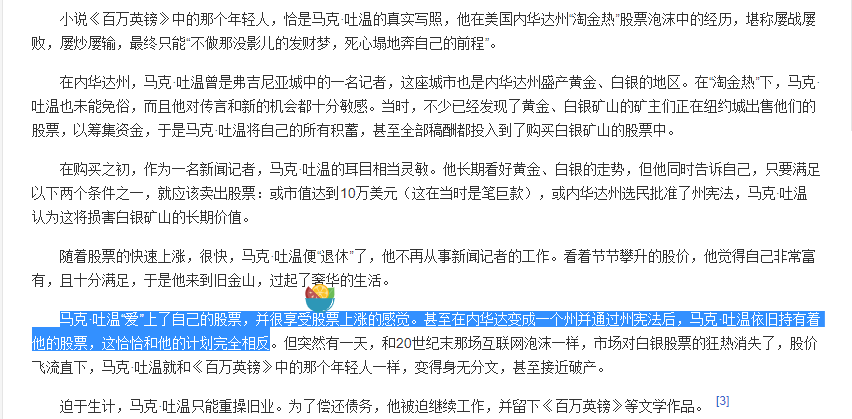 小说《百万英镑》中的那个年轻人，恰是马克·吐温的真实写照，他在美国内华达州“淘金热”股票泡沫中的经历，堪称屡战屡
败，屡炒屡输，最终只能“不做那没影儿的发财梦，死心塌地奔自己的前程”。
在内华达州，马克·吐温曾是弗吉尼亚城中的一名记者，这座城市也是内华达州盛产黄金、白银的地区。在“淘金热”下，马克·
吐温也未能免俗，而且他对传言和新的机会都十分敏感。当时，不少已经发现了黄金、白银矿山的矿主们正在纽约城出售他们的
股票，以筹集资金，于是马克·吐温将自己的所有积蓄，甚至全部稿酬都投入到了购买白银矿山的股票中。
在购买之初，作为一名新闻记者，马克·吐温的耳目相当灵敏。他长期看好黄金、白银的走势，但他同时告诉自己，只要满足
以下两个条件之一，就应该卖出股票：或市值达到10万美元（这在当时是笔巨款），或内华达州选民批准了州宪法，马克·吐温
认为这将损害白银矿山的长期价值。
随着股票的快速上涨，很快，马克·吐温便“退休”了，他不再从事新闻记者的工作。看着节节攀升的股价，他觉得自己非常富
有，且十分满足，于是他来到旧金山，过起了奢华的生活。
马克·吐温“爱”上了自己的股票，并很享受股票上涨的感觉。甚至在内华达变成一个州并通过州宪法后，马克·吐温依旧持有着
他的股票，这恰恰和他的计划完全相反。但突然有一天，和20世纪末那场互联网泡沫一样，市场对白银股票的狂热消失了，股价
飞流直下，马克·吐温就和《百万英镑》中的那个年轻人一样，变得身无分文，甚至接近破产。
迫于生计，马克·吐温只能重操旧业。为了偿还债务，他被迫继续工作，并留下《百万英镑》等文学作品。 [3]